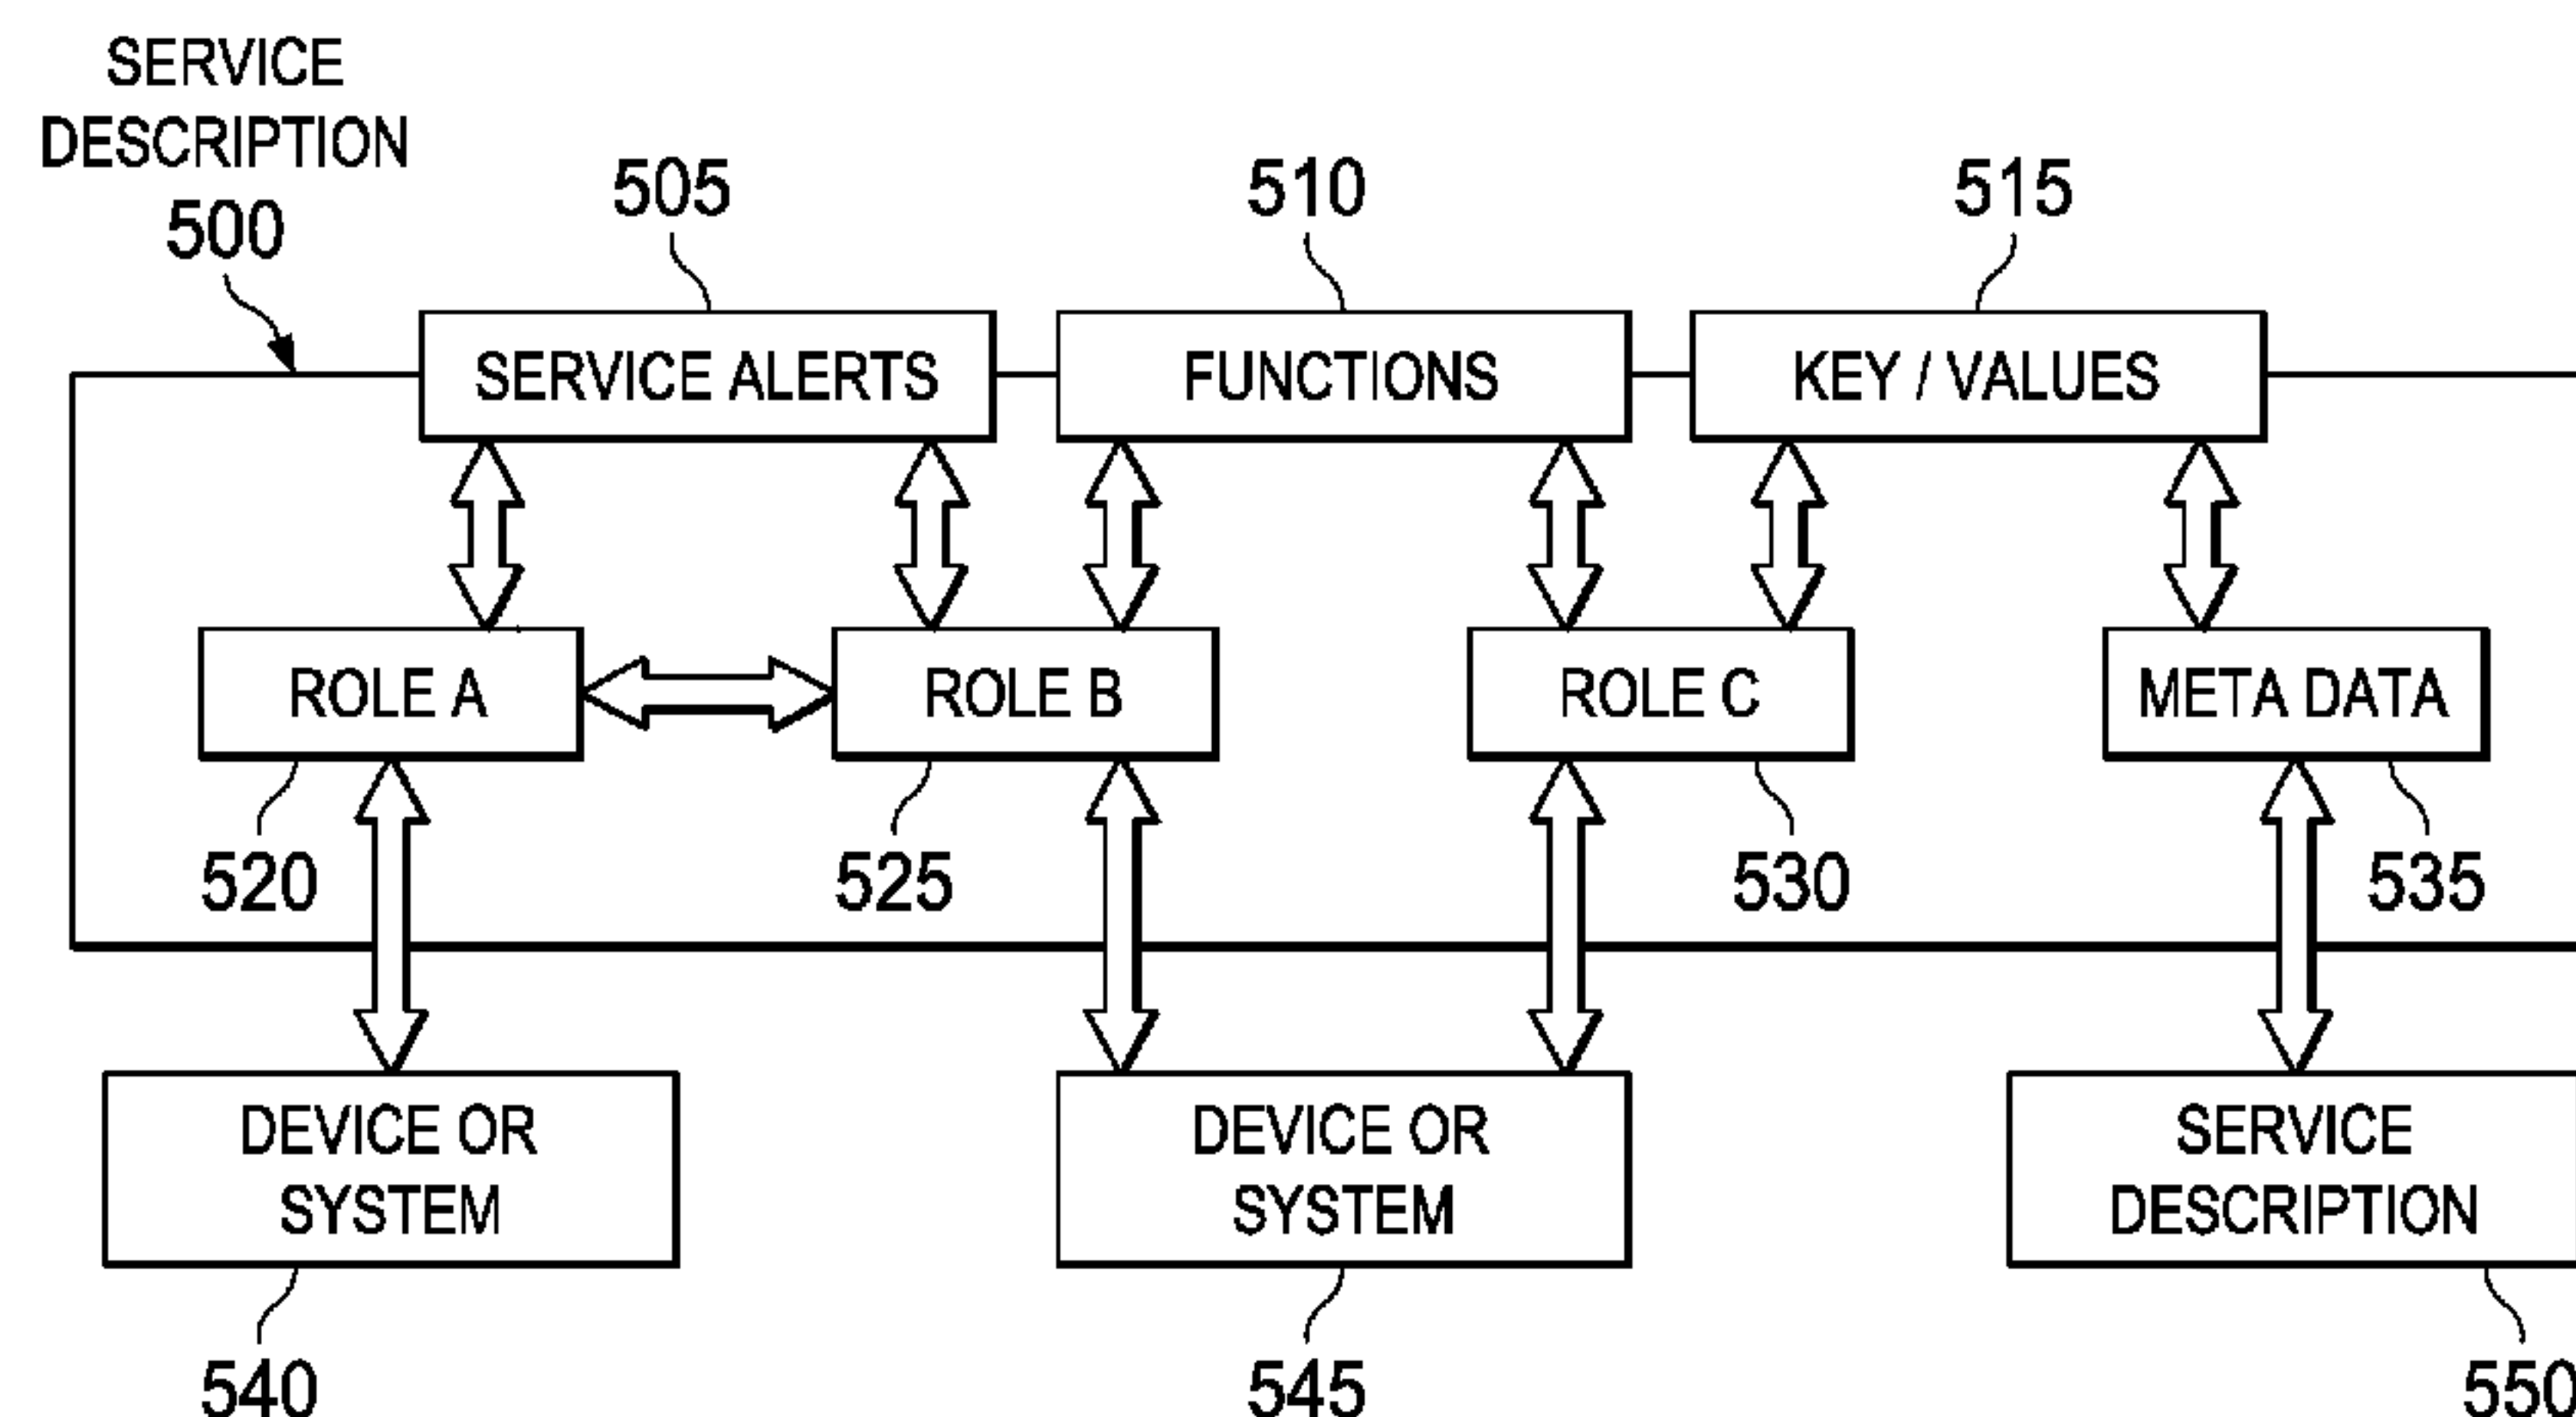 SERVICE
DESCRIPTION
500
505
510
515
SERVICE ALERTS
FUNCTIONS
KEY / VALUES
ROLE A
ROLE B
ROLE C
META DATA
520
525
530
535
DEVICE OR
SYSTEM
DEVICE OR
SYSTEM
SERVICE
DESCRIPTION
540
545
550